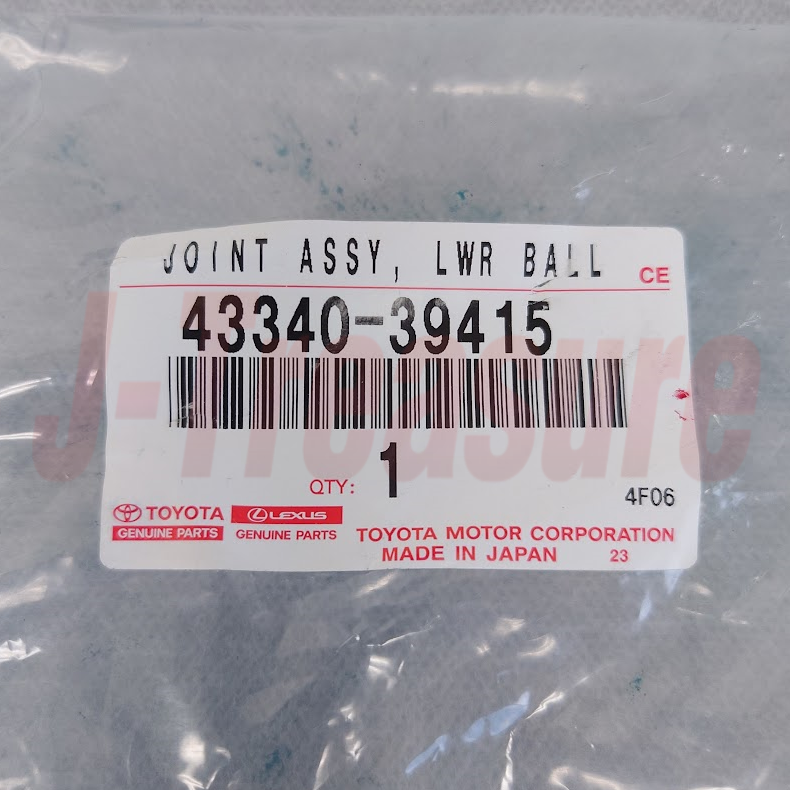 JOINT ASSY, LWR BALL
CE
43340-39415
QTY: 1
4F06
TOYOTA
GENUINE PARTS
LEXUS
GENUINE PARTS
TOYOTA MOTOR CORPORATION
MADE IN JAPAN 23
J-Treasure